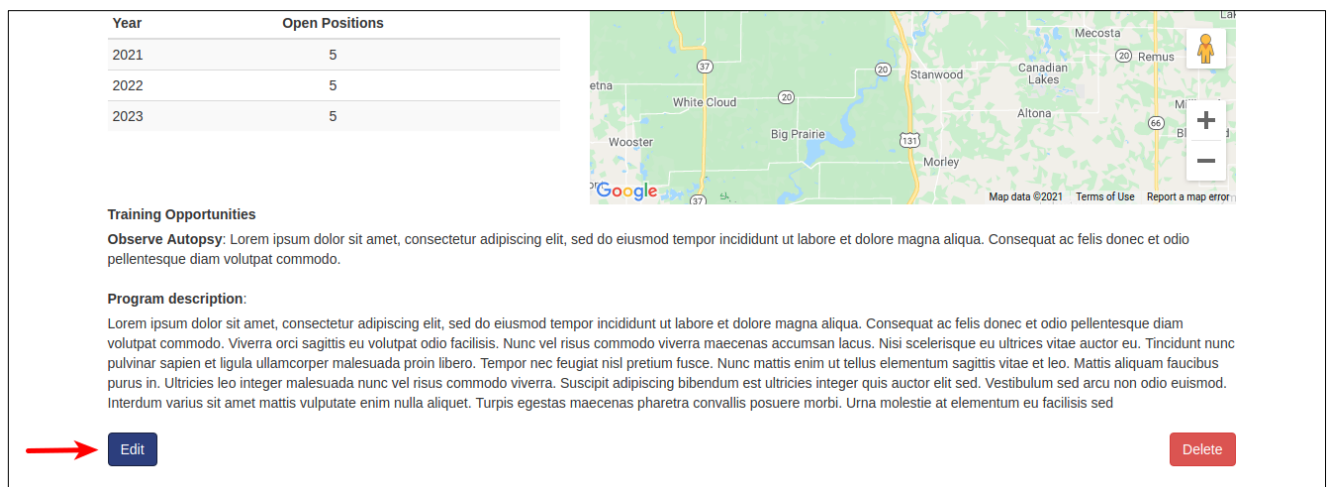 Year Open Positions
2021 5
2022 5
2023 5
Mecosta
20 Remus
37
20
Stanwood
Canadian
Lakes
etna
White Cloud
20
Altona
66
+
Wooster
Big Prairie
131
Morley
−
Google
37
Map data ©2021 Terms of Use Report a map error
Training Opportunities
Observe Autopsy: Lorem ipsum dolor sit amet, consectetur adipiscing elit, sed do eiusmod tempor incididunt ut labore et dolore magna aliqua. Consequat ac felis donec et odio
pellentesque diam volutpat commodo.
Program description:
Lorem ipsum dolor sit amet, consectetur adipiscing elit, sed do eiusmod tempor incididunt ut labore et dolore magna aliqua. Consequat ac felis donec et odio pellentesque diam
volutpat commodo. Viverra orci sagittis eu volutpat odio facilisis. Nunc vel risus commodo viverra maecenas accumsan lacus. Nisi scelerisque eu ultrices vitae auctor eu. Tincidunt nunc
pulvinar sapien et ligula ullamcorper malesuada proin libero. Tempor nec feugiat nisl pretium fusce. Nunc mattis enim ut tellus elementum sagittis vitae et leo. Mattis aliquam faucibus
purus in. Ultricies leo integer malesuada nunc vel risus commodo viverra. Suscipit adipiscing bibendum est ultricies integer quis auctor elit sed. Vestibulum sed arcu non odio euismod.
Interdum varius sit amet mattis vulputate enim nulla aliquet. Turpis egestas maecenas pharetra convallis posuere morbi. Urna molestie at elementum eu facilisis sed
Edit Delete